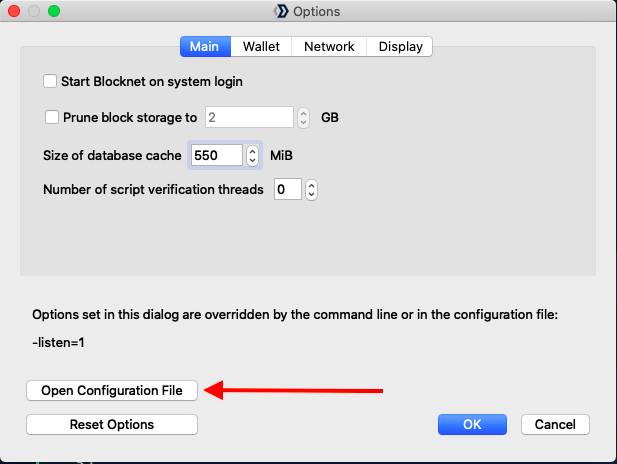 Options
Main Wallet Network Display
Start Blocknet on system login
Prune block storage to 2 GB
Size of database cache 550 MiB
Number of script verification threads 0
Options set in this dialog are overridden by the command line or in the configuration file:
-listen=1
Open Configuration File
Reset Options OK Cancel